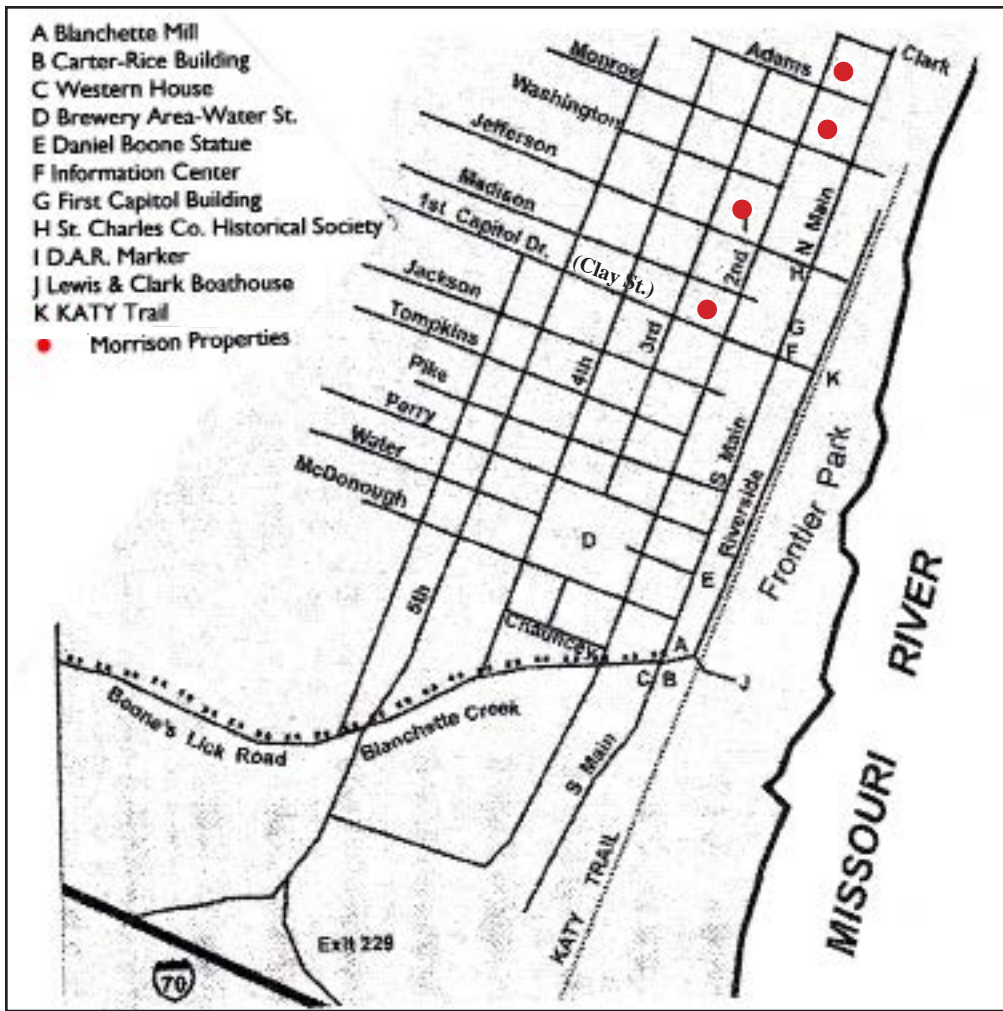 A Blanchette Mill
B Carter-Rice Building
C Western House
D Brewery Area-Water St.
E Daniel Boone Statue
F Information Center
G First Capitol Building
H St. Charles Co. Historical Society
I D.A.R. Marker
J Lewis & Clark Boathouse
K KATY Trail
Morrison Properties
Clark
Adams
Monroe
Washington
Jefferson
Madison
1st Capitol Dr.
(Clay St.)
Jackson
Tompkins
Pike
Perry
Water
McDonough
Chauncey
2nd
3rd
4th
5th
N Main
H
G
F
K
S Main
Riverside
Frontier Park
D
E
A
C
B
J
Boone's Lick Road
Blanchette Creek
S Main
KATY TRAIL
Exit 229
70
MISSOURI RIVER